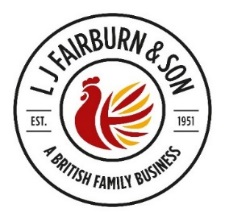 L J FAIRBURN & SON
EST. 1951
A BRITISH FAMILY BUSINESS